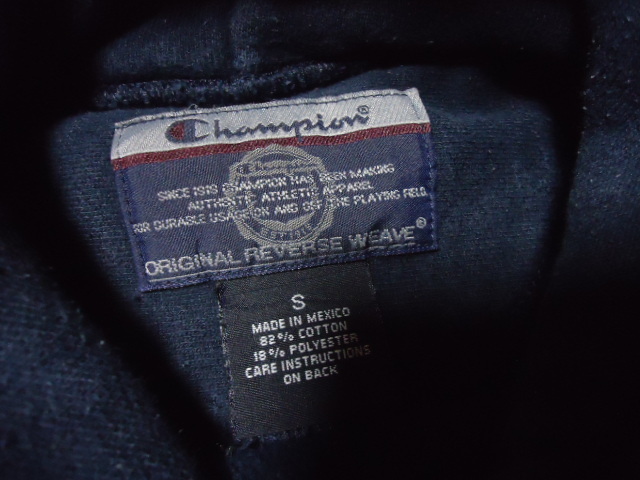 Champion®
SINCE 1919 CHAMPION HAS BEEN MAKING
AUTHENTIC ATHLETIC APPAREL
FOR DURABLE USAGE ON AND OFF THE PLAYING FIELD.
ORIGINAL REVERSE WEAVE®
S
MADE IN MEXICO
82% COTTON
18% POLYESTER
CARE INSTRUCTIONS
ON BACK